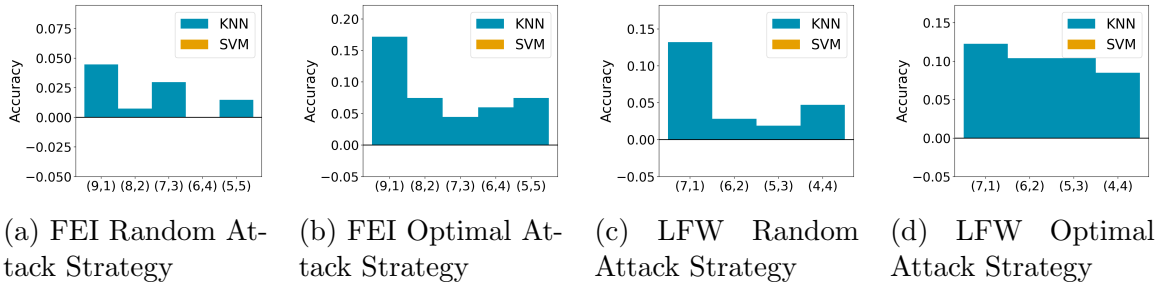 KNN
SVM
Accuracy
0.075
0.050
0.025
0.000
−0.025
−0.050
(9,1) (8,2) (7,3) (6,4) (5,5)
(a) FEI Random At-
tack Strategy
KNN
SVM
Accuracy
0.20
0.15
0.10
0.05
0.00
−0.05
(9,1) (8,2) (7,3) (6,4) (5,5)
(b) FEI Optimal At-
tack Strategy
KNN
SVM
Accuracy
0.15
0.10
0.05
0.00
−0.05
(7,1) (6,2) (5,3) (4,4)
(c) LFW Random
Attack Strategy
KNN
SVM
Accuracy
0.15
0.10
0.05
0.00
−0.05
(7,1) (6,2) (5,3) (4,4)
(d) LFW Optimal
Attack Strategy